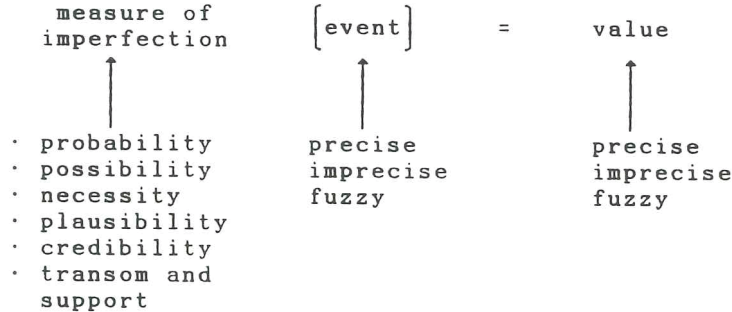 measure of
imperfection [event] = value
· probability precise precise
· possibility imprecise imprecise
· necessity fuzzy fuzzy
· plausibility
· credibility
· transom and
support